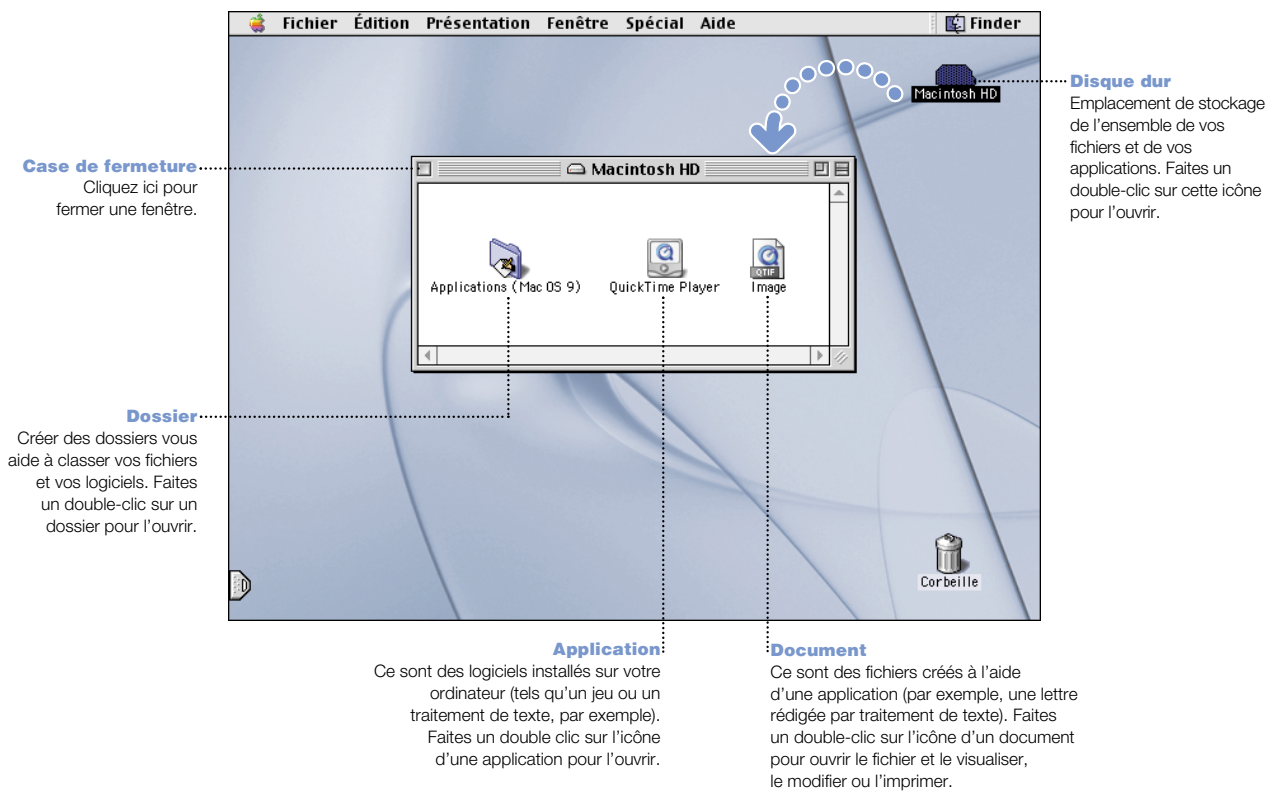 Fichier Édition Présentation Fenêtre Spécial Aide Finder
Macintosh HD
Disque dur
Emplacement de stockage
de l'ensemble de vos
fichiers et de vos
applications. Faites un
double-clic sur cette icône
pour l'ouvrir.
Case de fermeture
Cliquez ici pour
fermer une fenêtre.
Macintosh HD
Applications (Mac OS 9) QuickTime Player QTIF Image
Dossier
Créer des dossiers vous
aide à classer vos fichiers
et vos logiciels. Faites
un double-clic sur un
dossier pour l'ouvrir.
Corbeille
Application
Ce sont des logiciels installés sur votre
ordinateur (tels qu'un jeu ou un
traitement de texte, par exemple).
Faites un double clic sur l'icône
d'une application pour l'ouvrir.
Document
Ce sont des fichiers créés à l'aide
d'une application (par exemple, une lettre
rédigée par traitement de texte). Faites
un double-clic sur l'icône d'un document
pour ouvrir le fichier et le visualiser,
le modifier ou l'imprimer.